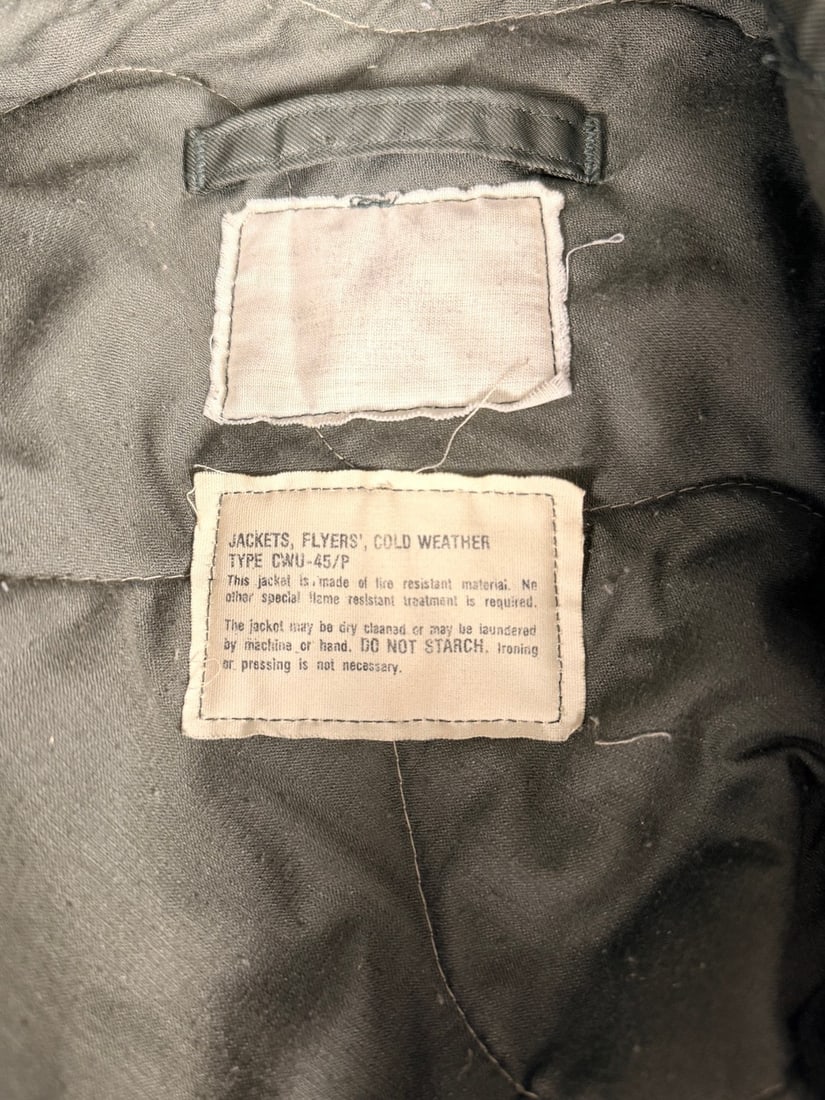 JACKETS, FLYERS', COLD WEATHER
TYPE CWU-45/P
This jacket is made of fire resistant material. No
other special flame resistant treatment is required.
The jacket may be dry cleaned or may be laundered
by machine or hand. DO NOT STARCH. Ironing
or pressing is not necessary.